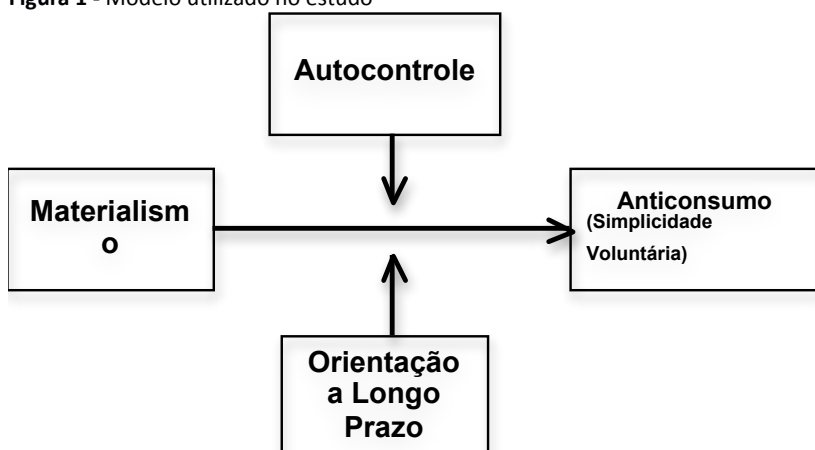 Figura 1 - Modelo utilizado no estudo
Autocontrole
Materialism
o
Anticonsumo
(Simplicidade
Voluntária)
Orientação
a Longo
Prazo